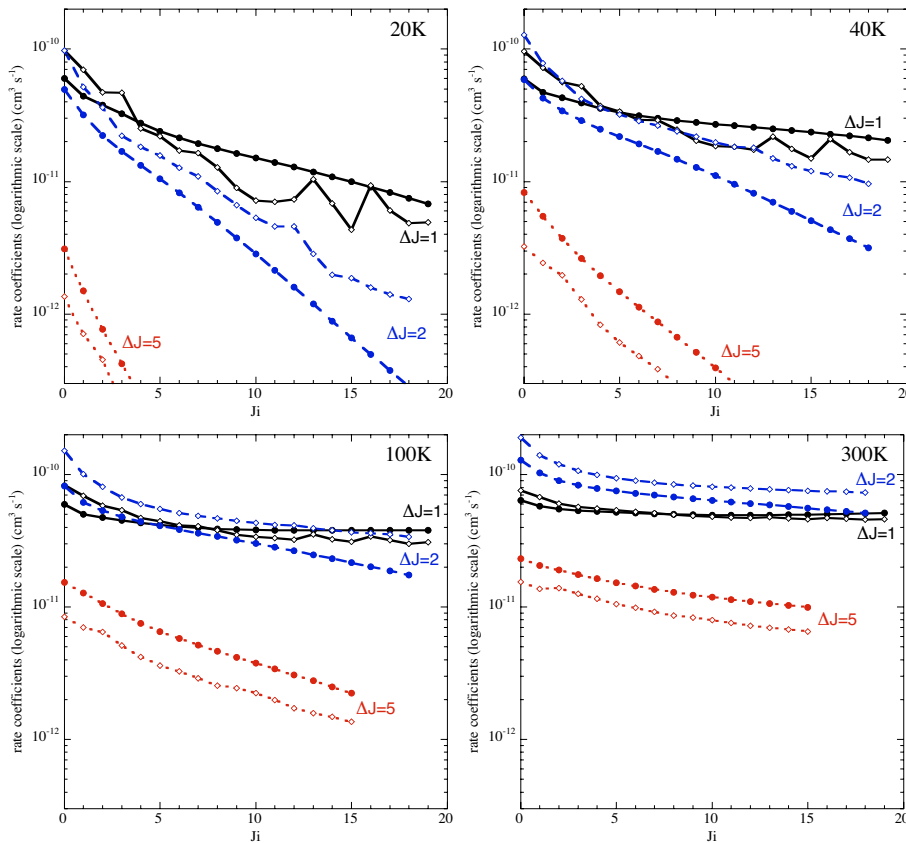 20K
rate coefficients (logarithmic scale) (cm³ s⁻¹)
10⁻¹⁰
10⁻¹¹
10⁻¹²
ΔJ=1
ΔJ=2
ΔJ=5
0 5 10 15 20
Ji
40K
rate coefficients (logarithmic scale) (cm³ s⁻¹)
10⁻¹⁰
10⁻¹¹
10⁻¹²
ΔJ=1
ΔJ=2
ΔJ=5
0 5 10 15 20
Ji
100K
rate coefficients (logarithmic scale) (cm³ s⁻¹)
10⁻¹⁰
10⁻¹¹
10⁻¹²
ΔJ=1
ΔJ=2
ΔJ=5
0 5 10 15 20
Ji
300K
rate coefficients (logarithmic scale) (cm³ s⁻¹)
10⁻¹⁰
10⁻¹¹
10⁻¹²
ΔJ=2
ΔJ=1
ΔJ=5
0 5 10 15 20
Ji